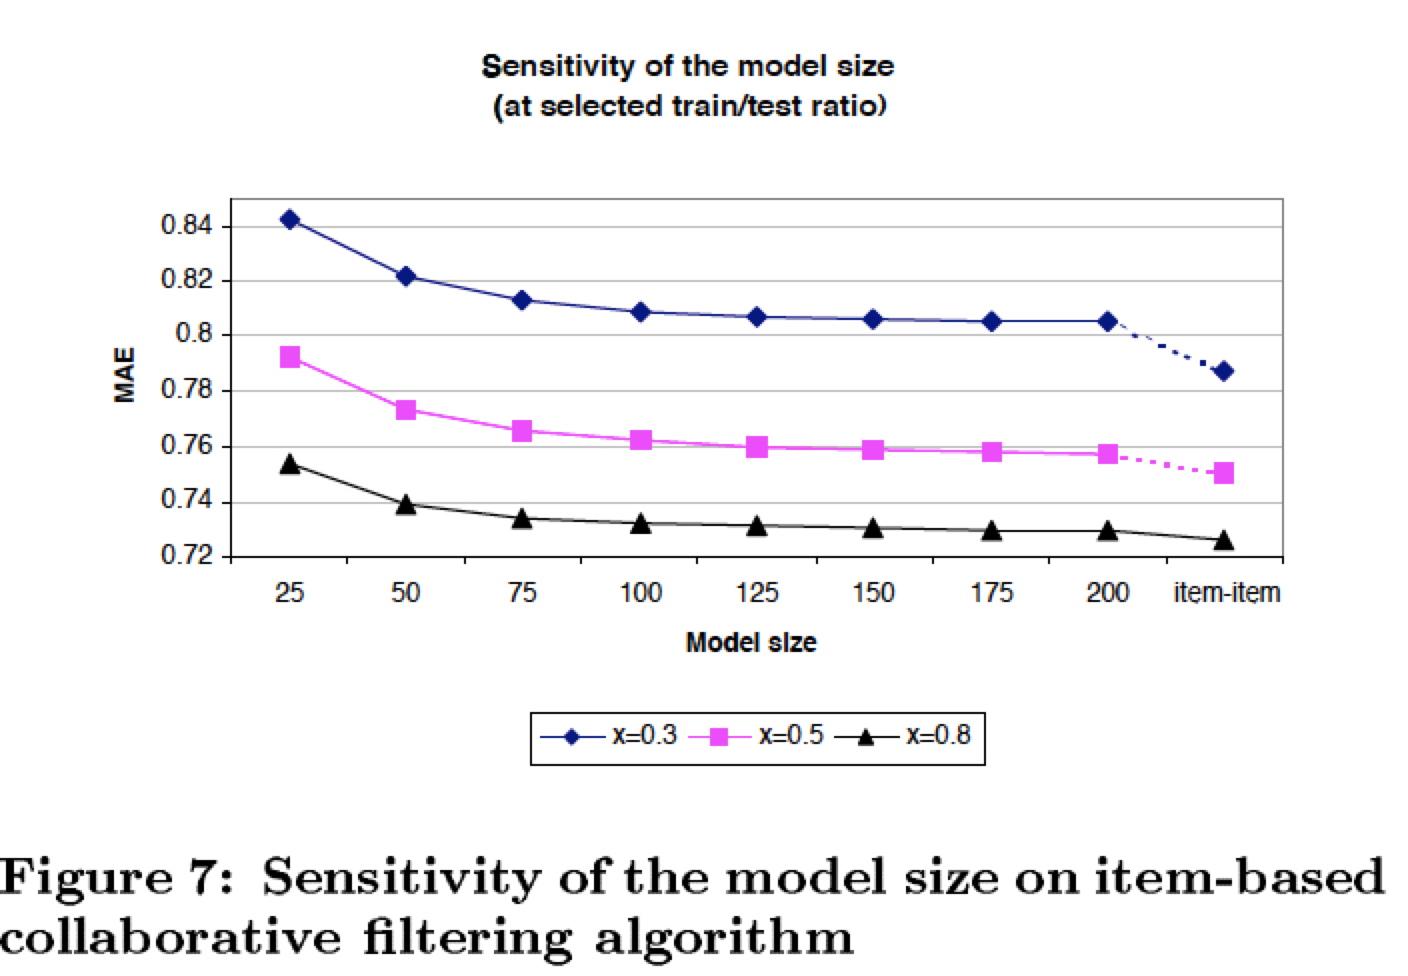 Sensitivity of the model size
(at selected train/test ratio)
0.84
0.82
0.8
0.78
0.76
0.74
0.72
MAE
25 50 75 100 125 150 175 200 item-item
Model size
x=0.3 x=0.5 x=0.8
Figure 7: Sensitivity of the model size on item-based
collaborative filtering algorithm